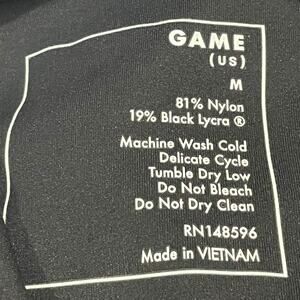 GAME
(US)
M
81% Nylon
19% Black Lycra ®
Machine Wash Cold
Delicate Cycle
Tumble Dry Low
Do Not Bleach
Do Not Dry Clean
RN148596
Made in VIETNAM